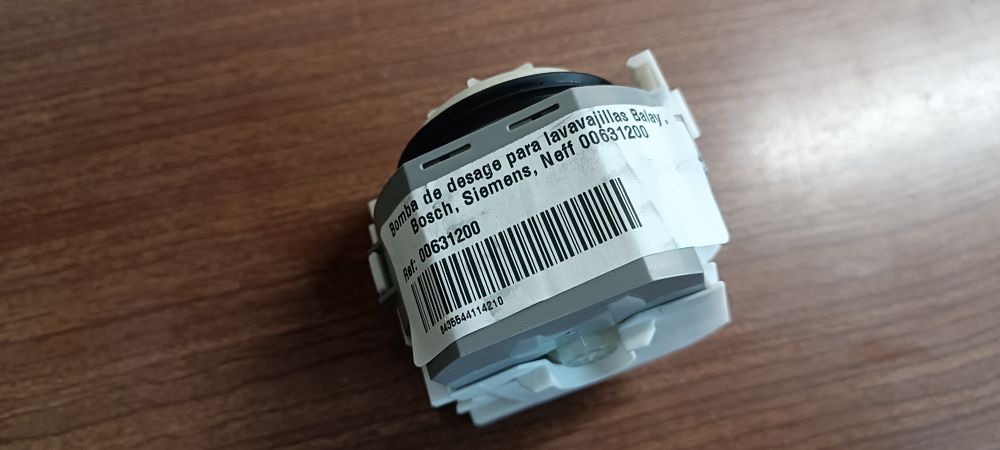 Bomba de desage para lavavajillas Balay,
Bosch, Siemens, Neff 00631200
Ref: 00631200
8435544114210